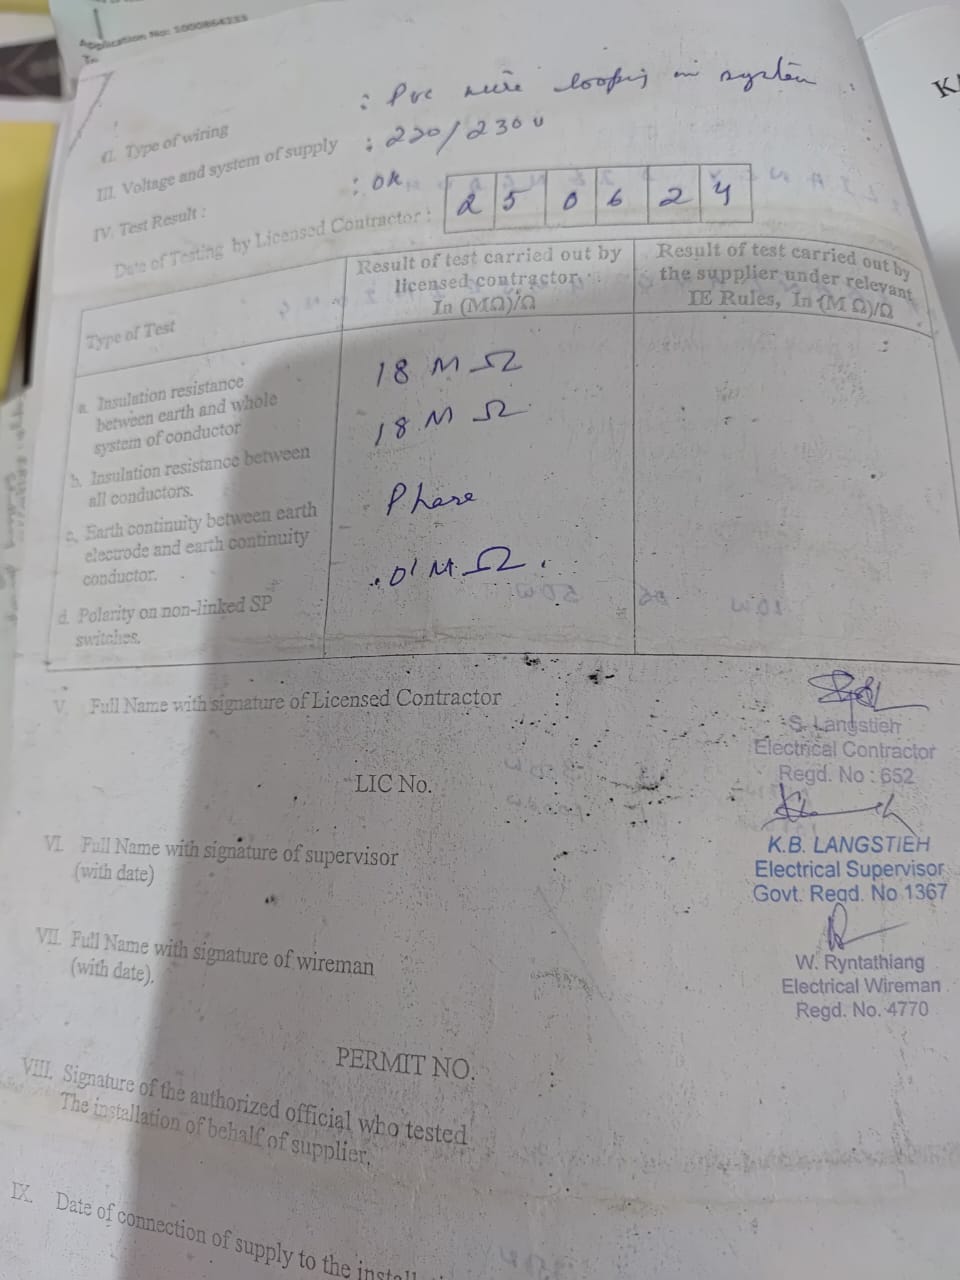 Application No: 1000864233
To
II. Type of wiring : Pvc wire looping in system
III. Voltage and system of supply : 220/230 v
IV. Test Result : : OK
Date of Testing by Licensed Contractor : 2 5 0 6 2 4
Type of Test
Result of test carried out by
licensed contractor
In (MΩ)/Ω
Result of test carried out by
the supplier under relevant
IE Rules, In (M Ω)/Ω
a. Insulation resistance
between earth and whole
system of conductor
18 M Ω
b. Insulation resistance between
all conductors.
18 M Ω
c. Earth continuity between earth
electrode and earth continuity
conductor.
Phase
d. Polarity on non-linked SP
switches.
.01 M Ω.
V. Full Name with signature of Licensed Contractor
S. Langstieh
Electrical Contractor
Regd. No : 652
LIC No.
VI. Full Name with signature of supervisor
(with date)
K.B. LANGSTIEH
Electrical Supervisor
Govt. Regd. No 1367
VII. Full Name with signature of wireman
(with date).
W. Ryntathiang
Electrical Wireman
Regd. No. 4770
PERMIT NO.
VIII. Signature of the authorized official who tested
The installation of behalf of supplier.
IX. Date of connection of supply to the